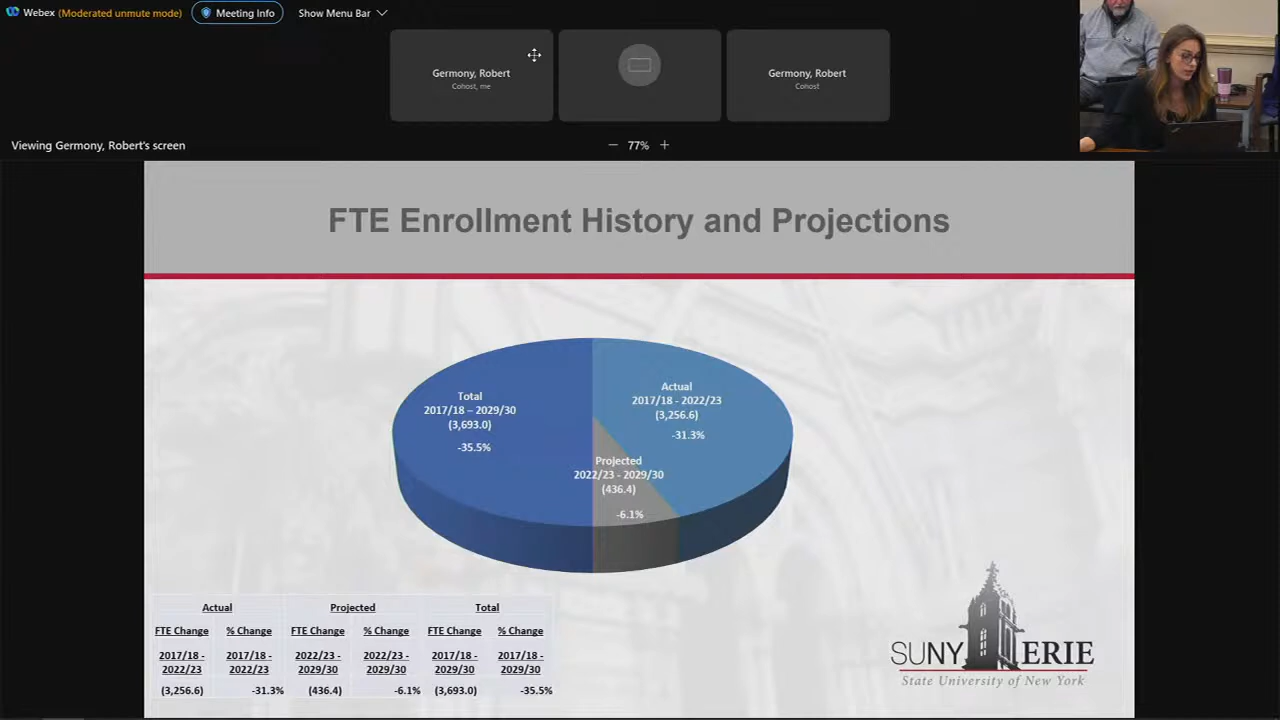 Webex (Moderated unmute mode) Meeting Info Show Menu Bar
Germony, Robert
Cohost, me
Germony, Robert
Cohost
Viewing Germony, Robert's screen
77%
FTE Enrollment History and Projections
Total
2017/18 – 2029/30
(3,693.0)
-35.5%
Actual
2017/18 - 2022/23
(3,256.6)
-31.3%
Projected
2022/23 - 2029/30
(436.4)
-6.1%
Actual Projected Total
FTE Change % Change FTE Change % Change FTE Change % Change
2017/18 - 2017/18 - 2022/23 - 2022/23 - 2017/18 - 2017/18 -
2022/23 2022/23 2029/30 2029/30 2029/30 2029/30
(3,256.6) -31.3% (436.4) -6.1% (3,693.0) -35.5%
SUNY ERIE
State University of New York